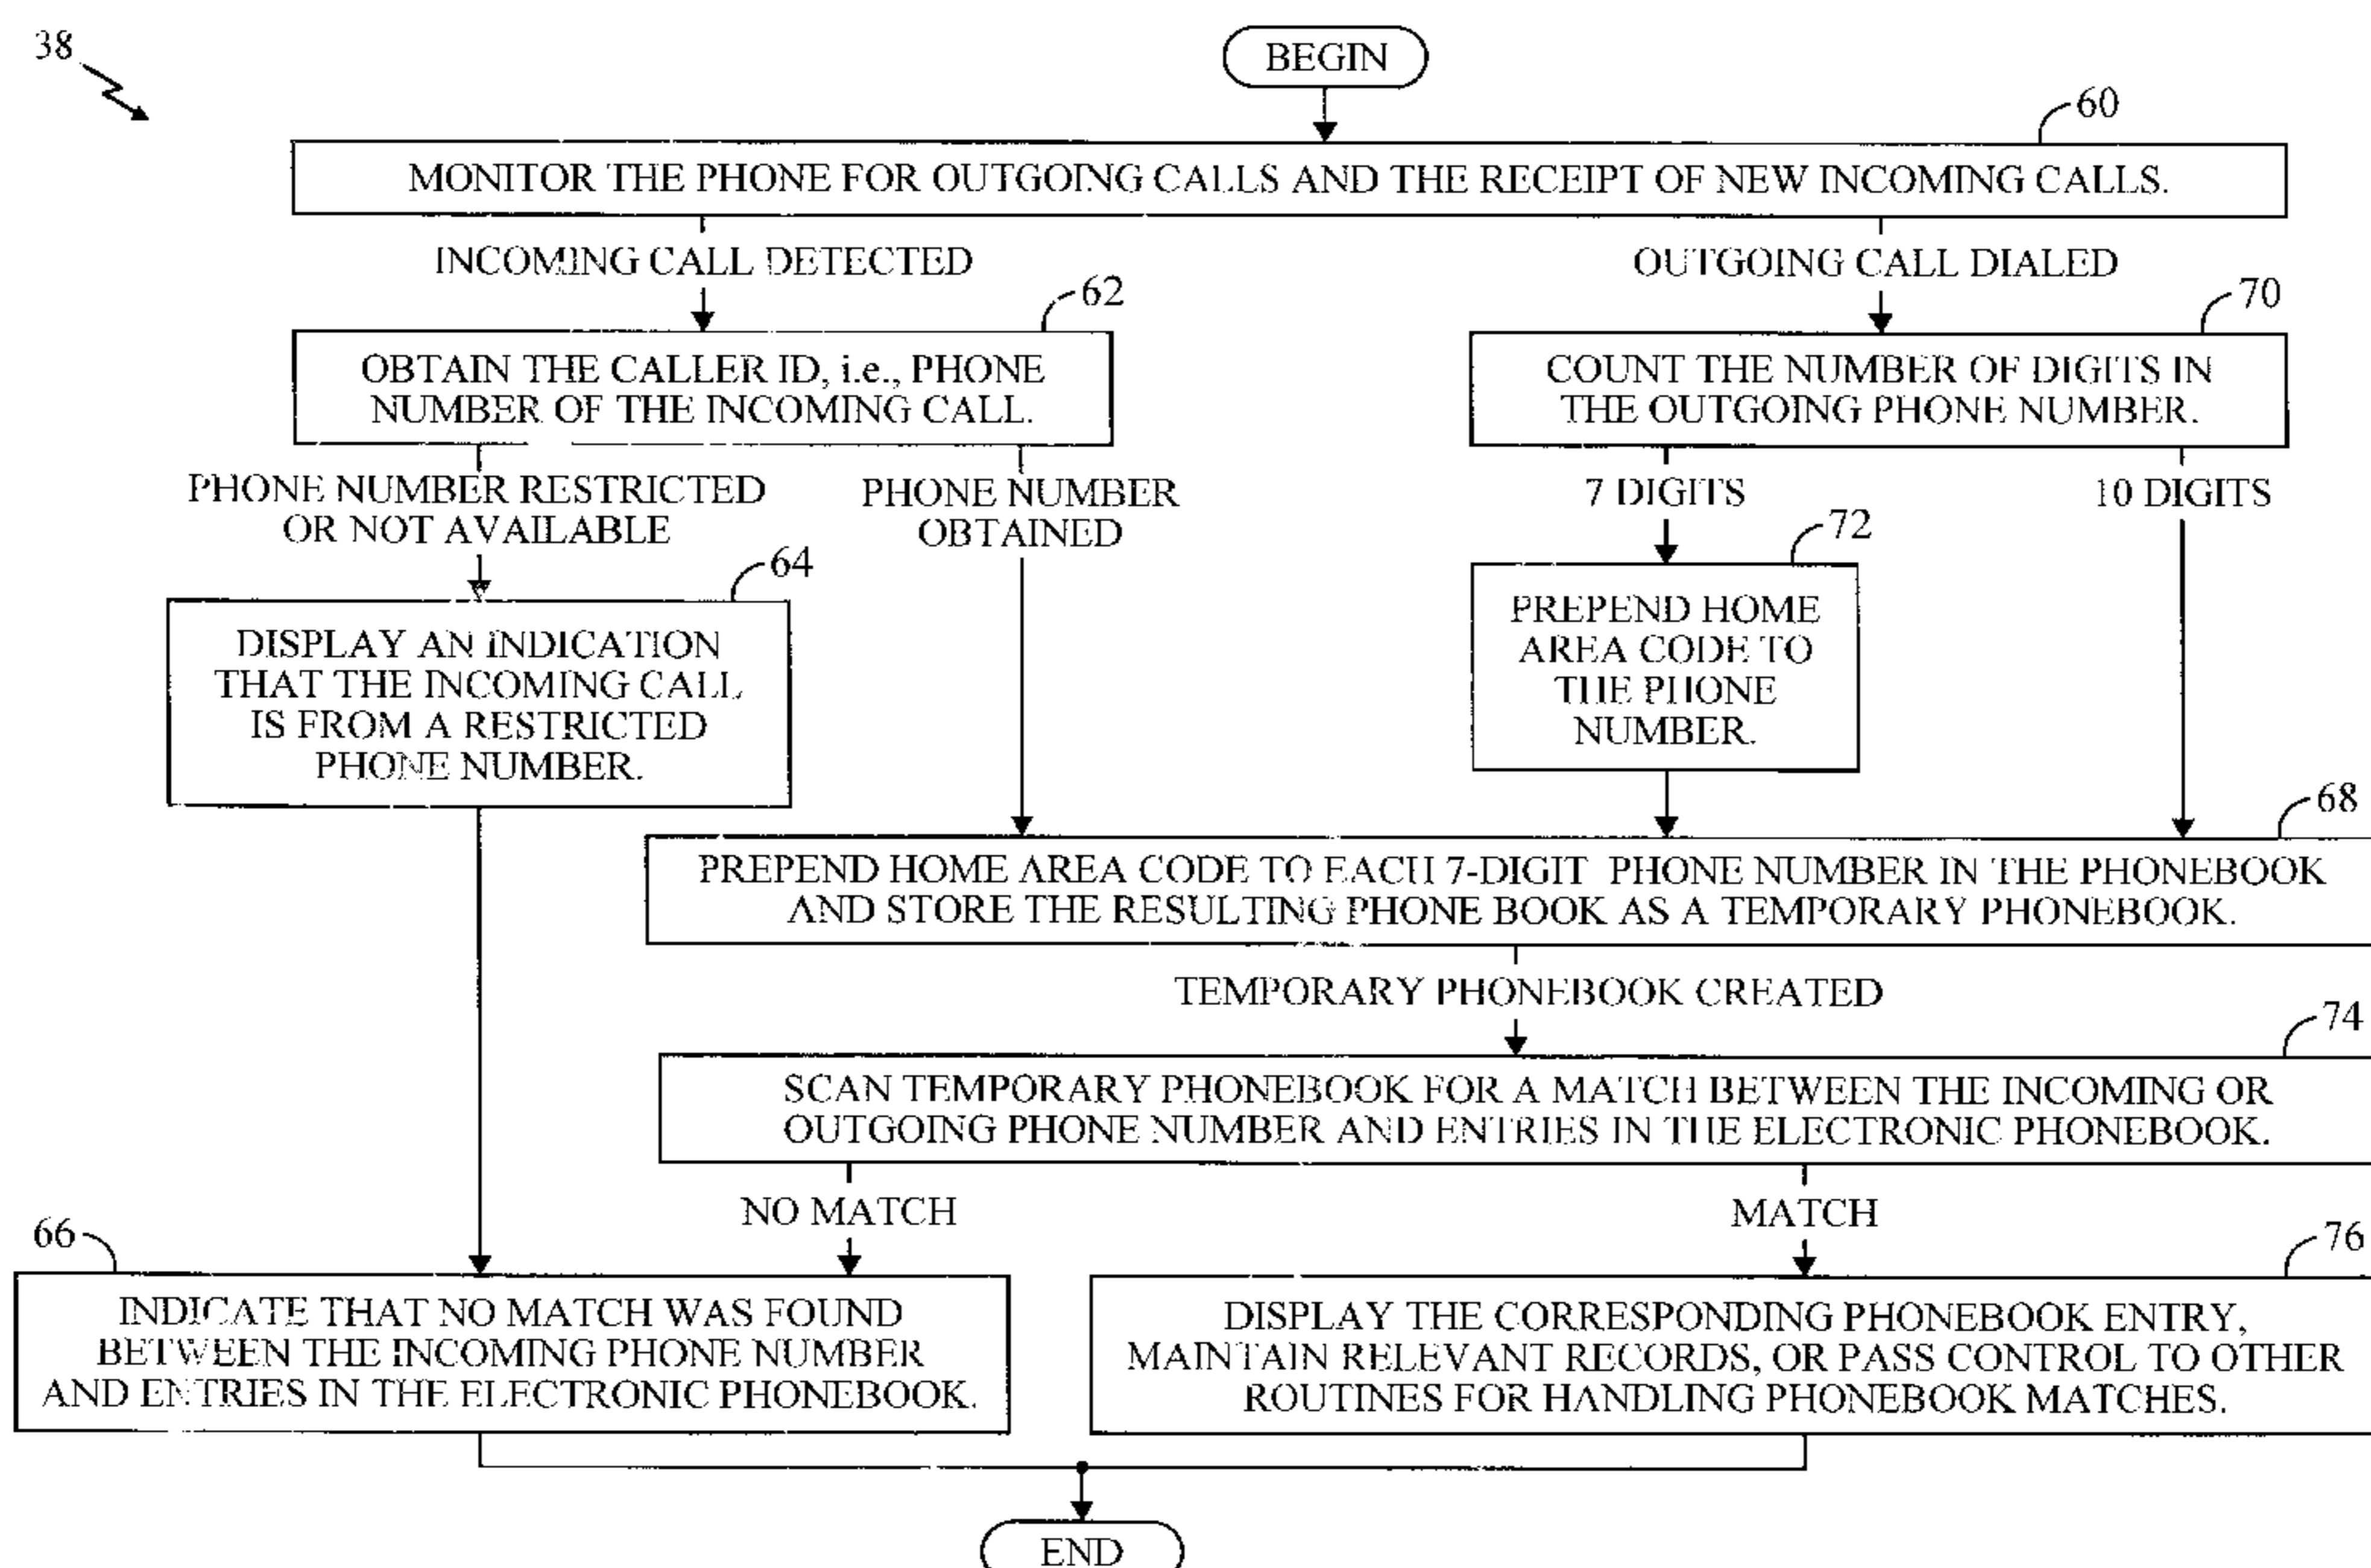 38
BEGIN
60
MONITOR THE PHONE FOR OUTGOING CALLS AND THE RECEIPT OF NEW INCOMING CALLS.
INCOMING CALL DETECTED
OUTGOING CALL DIALED
62
70
OBTAIN THE CALLER ID, i.e., PHONE
NUMBER OF THE INCOMING CALL.
COUNT THE NUMBER OF DIGITS IN
THE OUTGOING PHONE NUMBER.
PHONE NUMBER RESTRICTED
OR NOT AVAILABLE
PHONE NUMBER
OBTAINED
7 DIGITS
10 DIGITS
64
72
DISPLAY AN INDICATION
THAT THE INCOMING CALL
IS FROM A RESTRICTED
PHONE NUMBER.
PREPEND HOME
AREA CODE TO
THE PHONE
NUMBER.
68
PREPEND HOME AREA CODE TO EACH 7-DIGIT PHONE NUMBER IN THE PHONEBOOK
AND STORE THE RESULTING PHONE BOOK AS A TEMPORARY PHONEBOOK.
TEMPORARY PHONEBOOK CREATED
74
SCAN TEMPORARY PHONEBOOK FOR A MATCH BETWEEN THE INCOMING OR
OUTGOING PHONE NUMBER AND ENTRIES IN THE ELECTRONIC PHONEBOOK.
NO MATCH
MATCH
66
76
INDICATE THAT NO MATCH WAS FOUND
BETWEEN THE INCOMING PHONE NUMBER
AND ENTRIES IN THE ELECTRONIC PHONEBOOK.
DISPLAY THE CORRESPONDING PHONEBOOK ENTRY,
MAINTAIN RELEVANT RECORDS, OR PASS CONTROL TO OTHER
ROUTINES FOR HANDLING PHONEBOOK MATCHES.
END